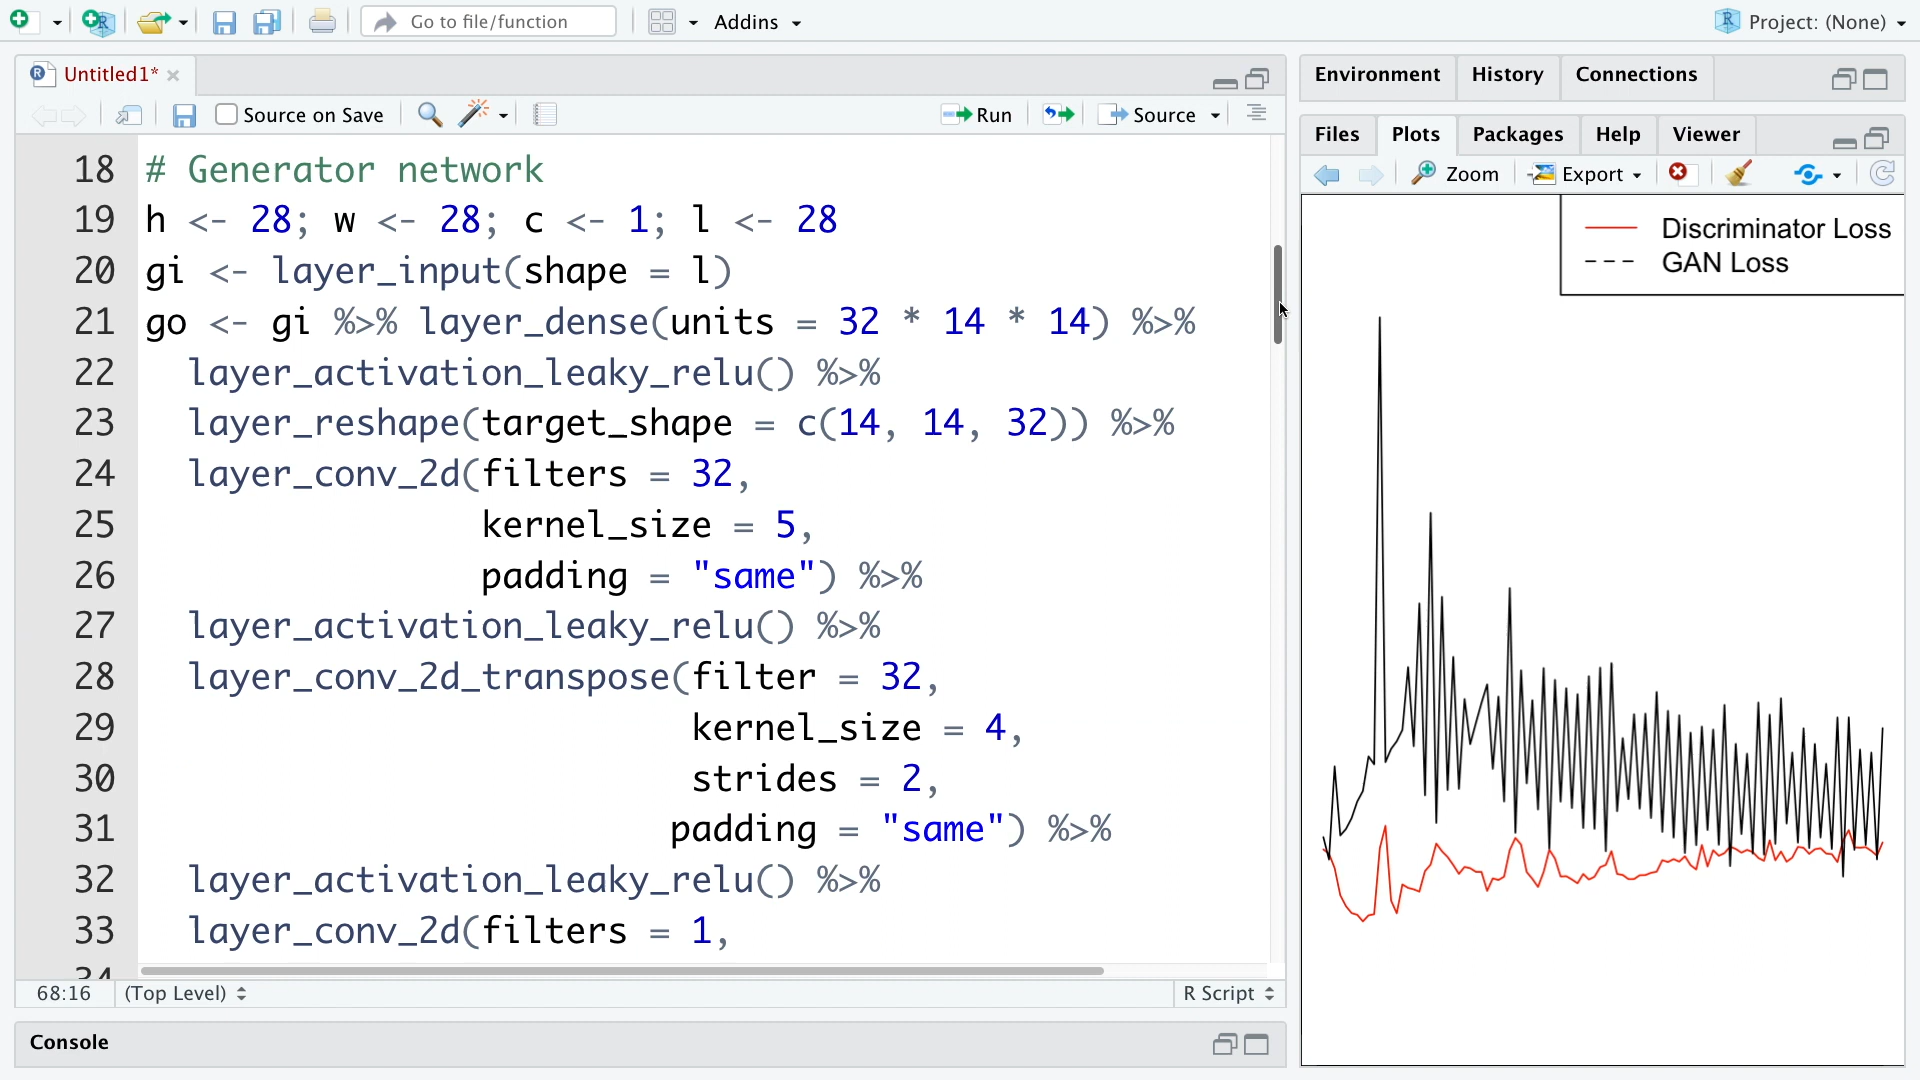 Go to file/function
Addins
Project: (None)
Untitled1*
Source on Save
Run
Source
18 # Generator network
19 h <- 28; w <- 28; c <- 1; l <- 28
20 gi <- layer_input(shape = l)
21 go <- gi %>% layer_dense(units = 32 * 14 * 14) %>%
22 layer_activation_leaky_relu() %>%
23 layer_reshape(target_shape = c(14, 14, 32)) %>%
24 layer_conv_2d(filters = 32,
25 kernel_size = 5,
26 padding = "same") %>%
27 layer_activation_leaky_relu() %>%
28 layer_conv_2d_transpose(filter = 32,
29 kernel_size = 4,
30 strides = 2,
31 padding = "same") %>%
32 layer_activation_leaky_relu() %>%
33 layer_conv_2d(filters = 1,
34
68:16
(Top Level)
R Script
Console
Environment
History
Connections
Files
Plots
Packages
Help
Viewer
Zoom
Export
Discriminator Loss
GAN Loss